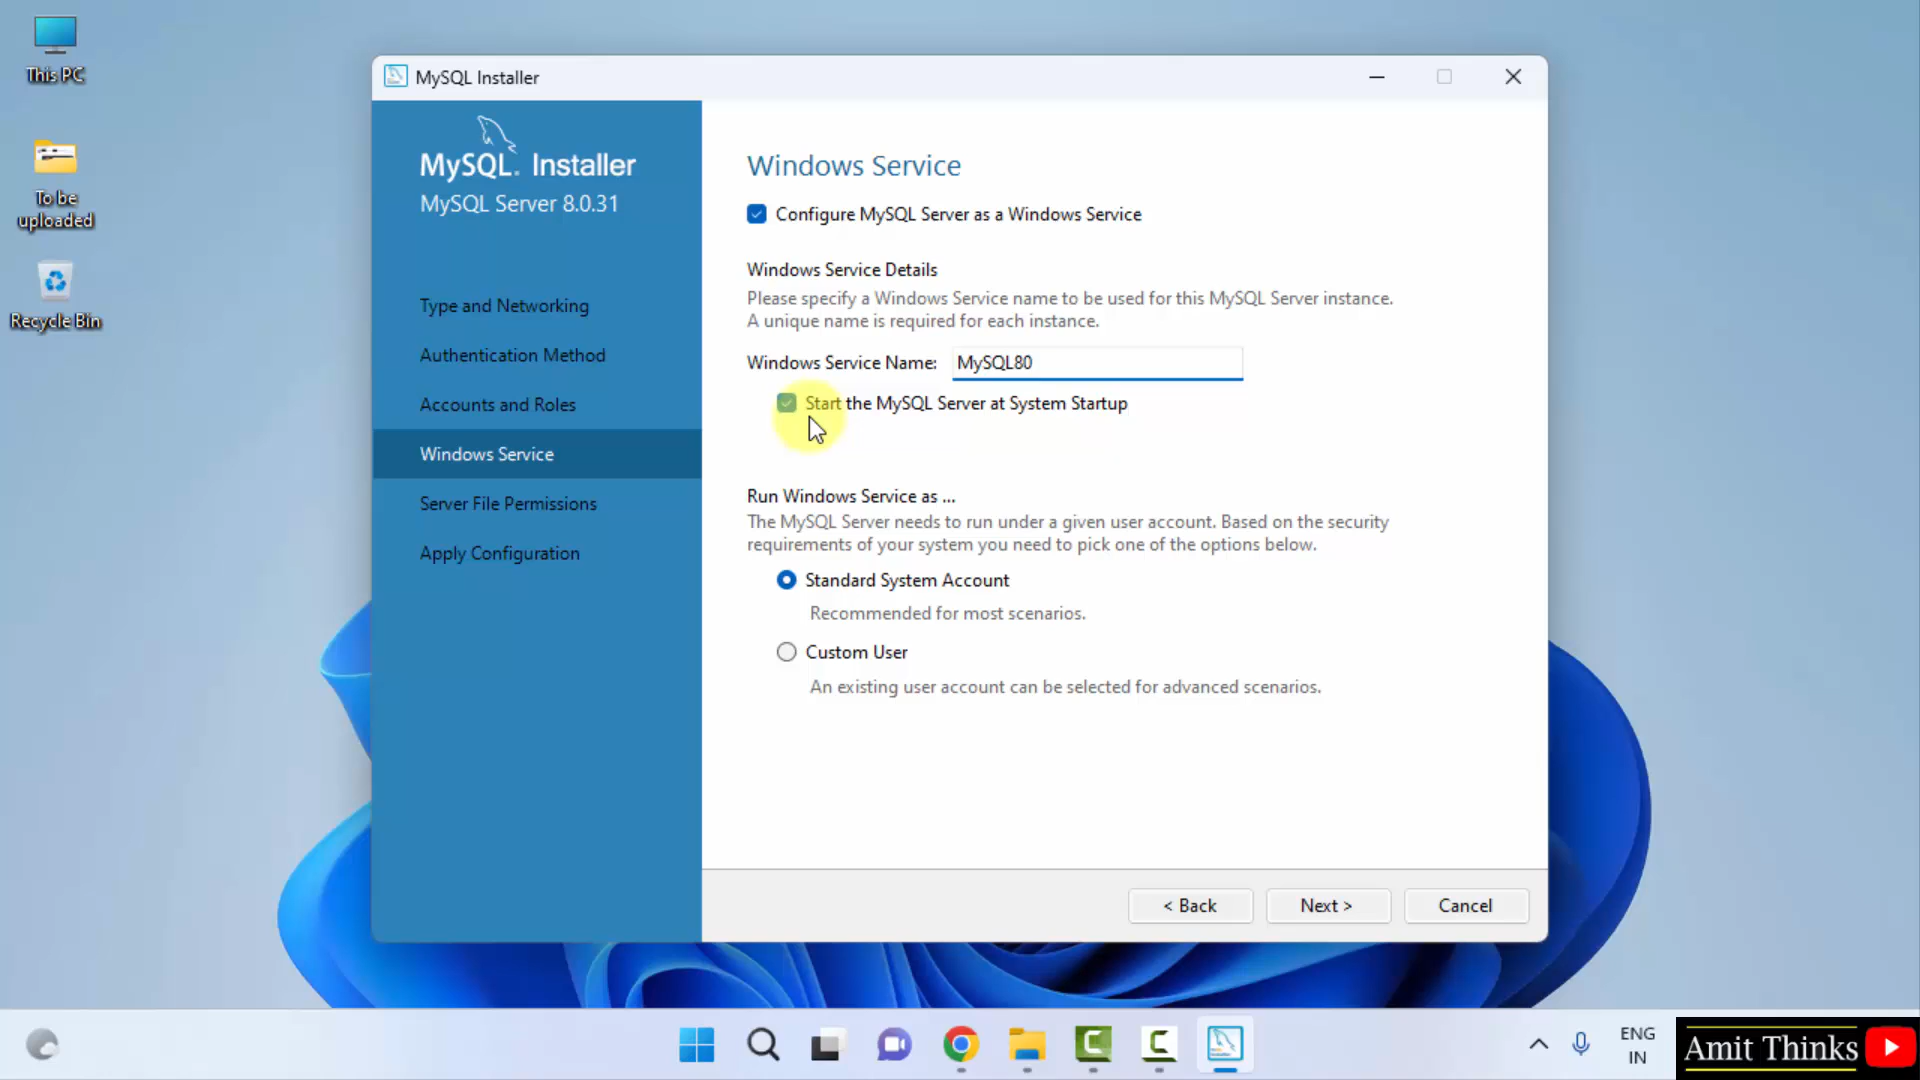 This PC
To be
uploaded
Recycle Bin
MySQL Installer
MySQL. Installer
MySQL Server 8.0.31
Type and Networking
Authentication Method
Accounts and Roles
Windows Service
Server File Permissions
Apply Configuration
Windows Service
Configure MySQL Server as a Windows Service
Windows Service Details
Please specify a Windows Service name to be used for this MySQL Server instance.
A unique name is required for each instance.
Windows Service Name: MySQL80
Start the MySQL Server at System Startup
Run Windows Service as ...
The MySQL Server needs to run under a given user account. Based on the security
requirements of your system you need to pick one of the options below.
Standard System Account
Recommended for most scenarios.
Custom User
An existing user account can be selected for advanced scenarios.
< Back
Next >
Cancel
ENG
IN
Amit Thinks